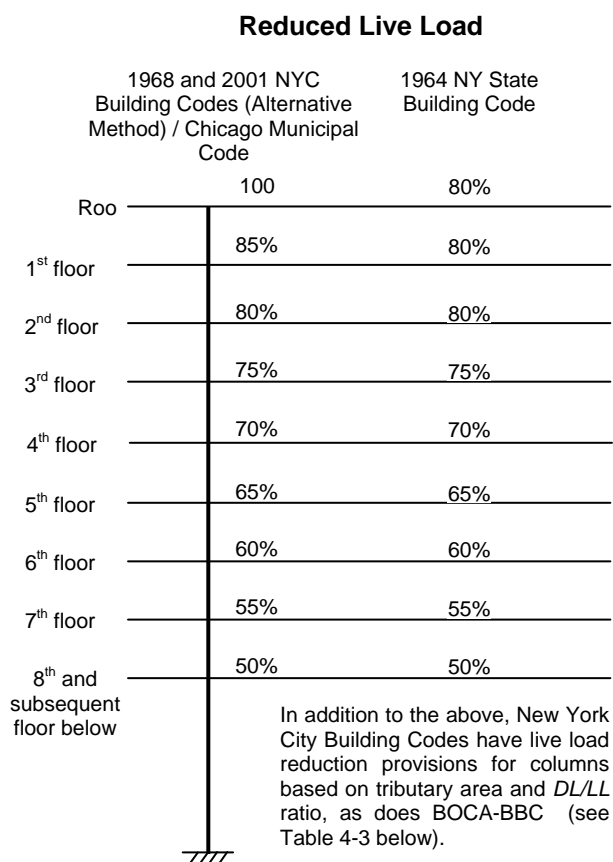 Reduced Live Load
1968 and 2001 NYC
Building Codes (Alternative
Method) / Chicago Municipal
Code
1964 NY State
Building Code
Roo 100 80%
1st floor 85% 80%
2nd floor 80% 80%
3rd floor 75% 75%
4th floor 70% 70%
5th floor 65% 65%
6th floor 60% 60%
7th floor 55% 55%
8th and 50% 50%
subsequent
floor below
In addition to the above, New York
City Building Codes have live load
reduction provisions for columns
based on tributary area and DL/LL
ratio, as does BOCA-BBC (see
Table 4-3 below).